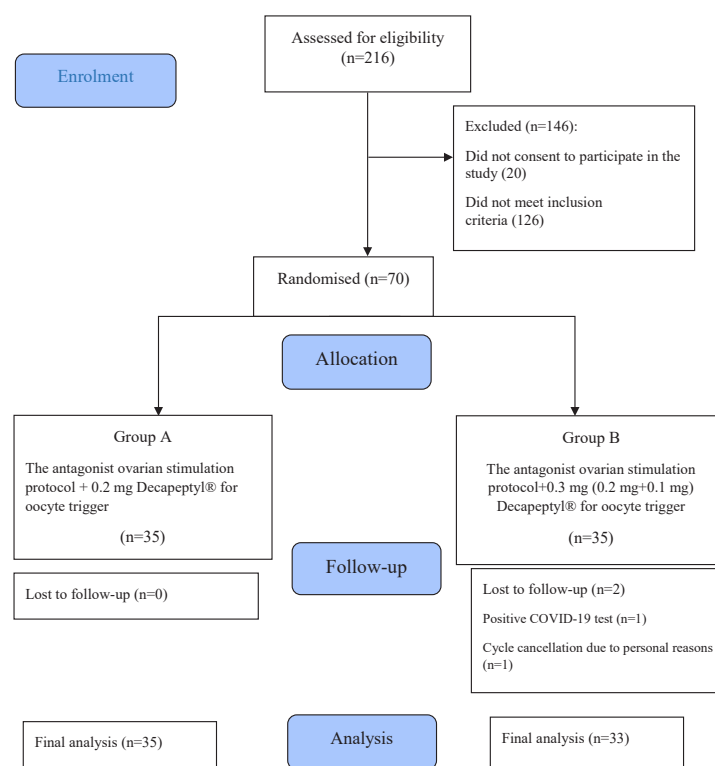 Assessed for eligibility
(n=216)
Enrolment
Excluded (n=146):
Did not consent to participate in the
study (20)
Did not meet inclusion
criteria (126)
Randomised (n=70)
Allocation
Group A
The antagonist ovarian stimulation
protocol + 0.2 mg Decapeptyl® for
oocyte trigger
(n=35)
Group B
The antagonist ovarian stimulation
protocol+0.3 mg (0.2 mg+0.1 mg)
Decapeptyl® for oocyte trigger
(n=35)
Follow-up
Lost to follow-up (n=0)
Lost to follow-up (n=2)
Positive COVID-19 test (n=1)
Cycle cancellation due to personal reasons
(n=1)
Final analysis (n=35)
Analysis
Final analysis (n=33)